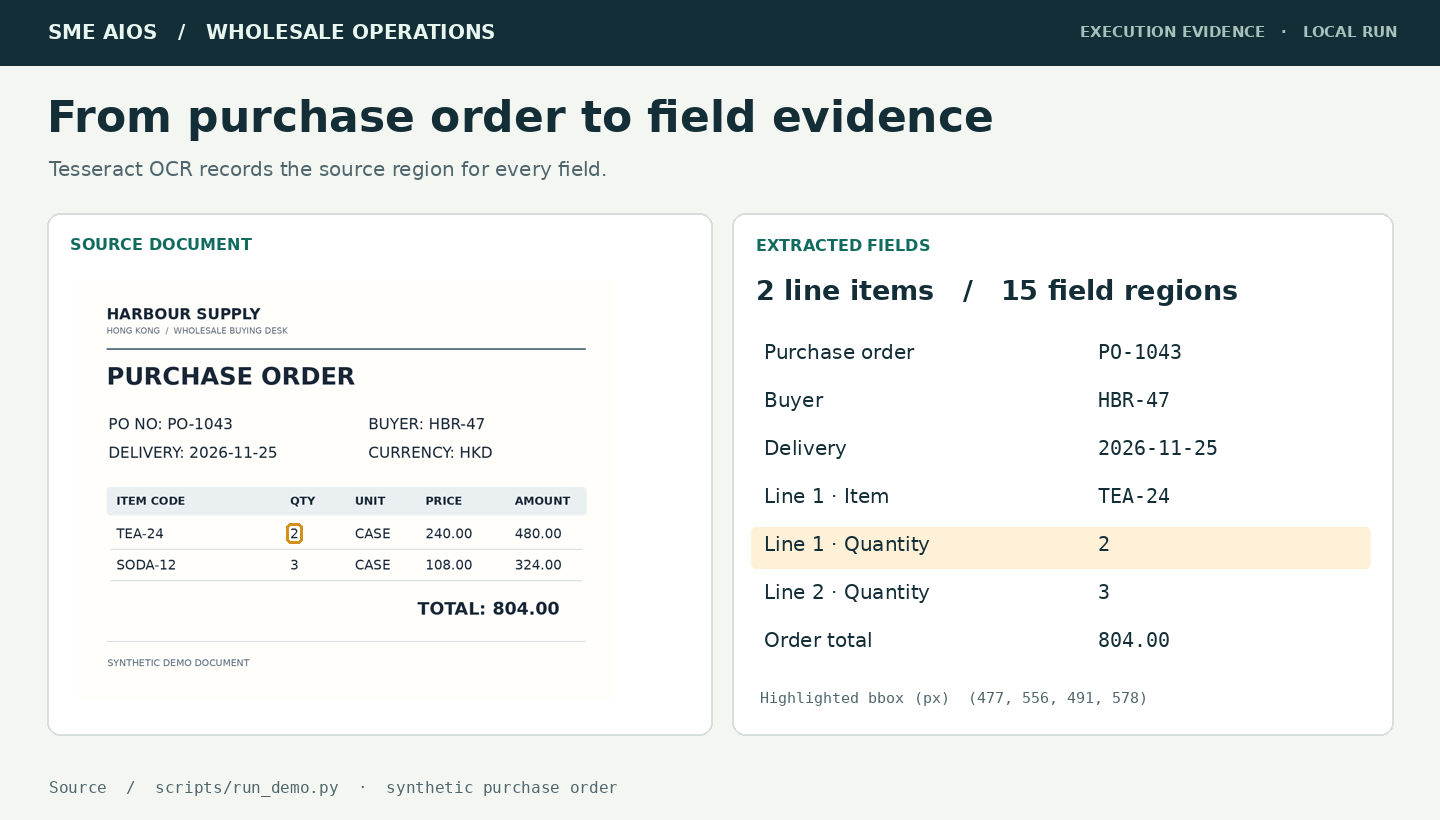 SME AIOS / WHOLESALE OPERATIONS
EXECUTION EVIDENCE · LOCAL RUN
From purchase order to field evidence
Tesseract OCR records the source region for every field.
SOURCE DOCUMENT
HARBOUR SUPPLY
HONG KONG / WHOLESALE BUYING DESK
PURCHASE ORDER
PO NO: PO-1043 BUYER: HBR-47
DELIVERY: 2026-11-25 CURRENCY: HKD
ITEM CODE QTY UNIT PRICE AMOUNT
TEA-24 2 CASE 240.00 480.00
SODA-12 3 CASE 108.00 324.00
TOTAL: 804.00
SYNTHETIC DEMO DOCUMENT
EXTRACTED FIELDS
2 line items / 15 field regions
Purchase order PO-1043
Buyer HBR-47
Delivery 2026-11-25
Line 1 · Item TEA-24
Line 1 · Quantity 2
Line 2 · Quantity 3
Order total 804.00
Highlighted bbox (px) (477, 556, 491, 578)
Source / scripts/run_demo.py · synthetic purchase order